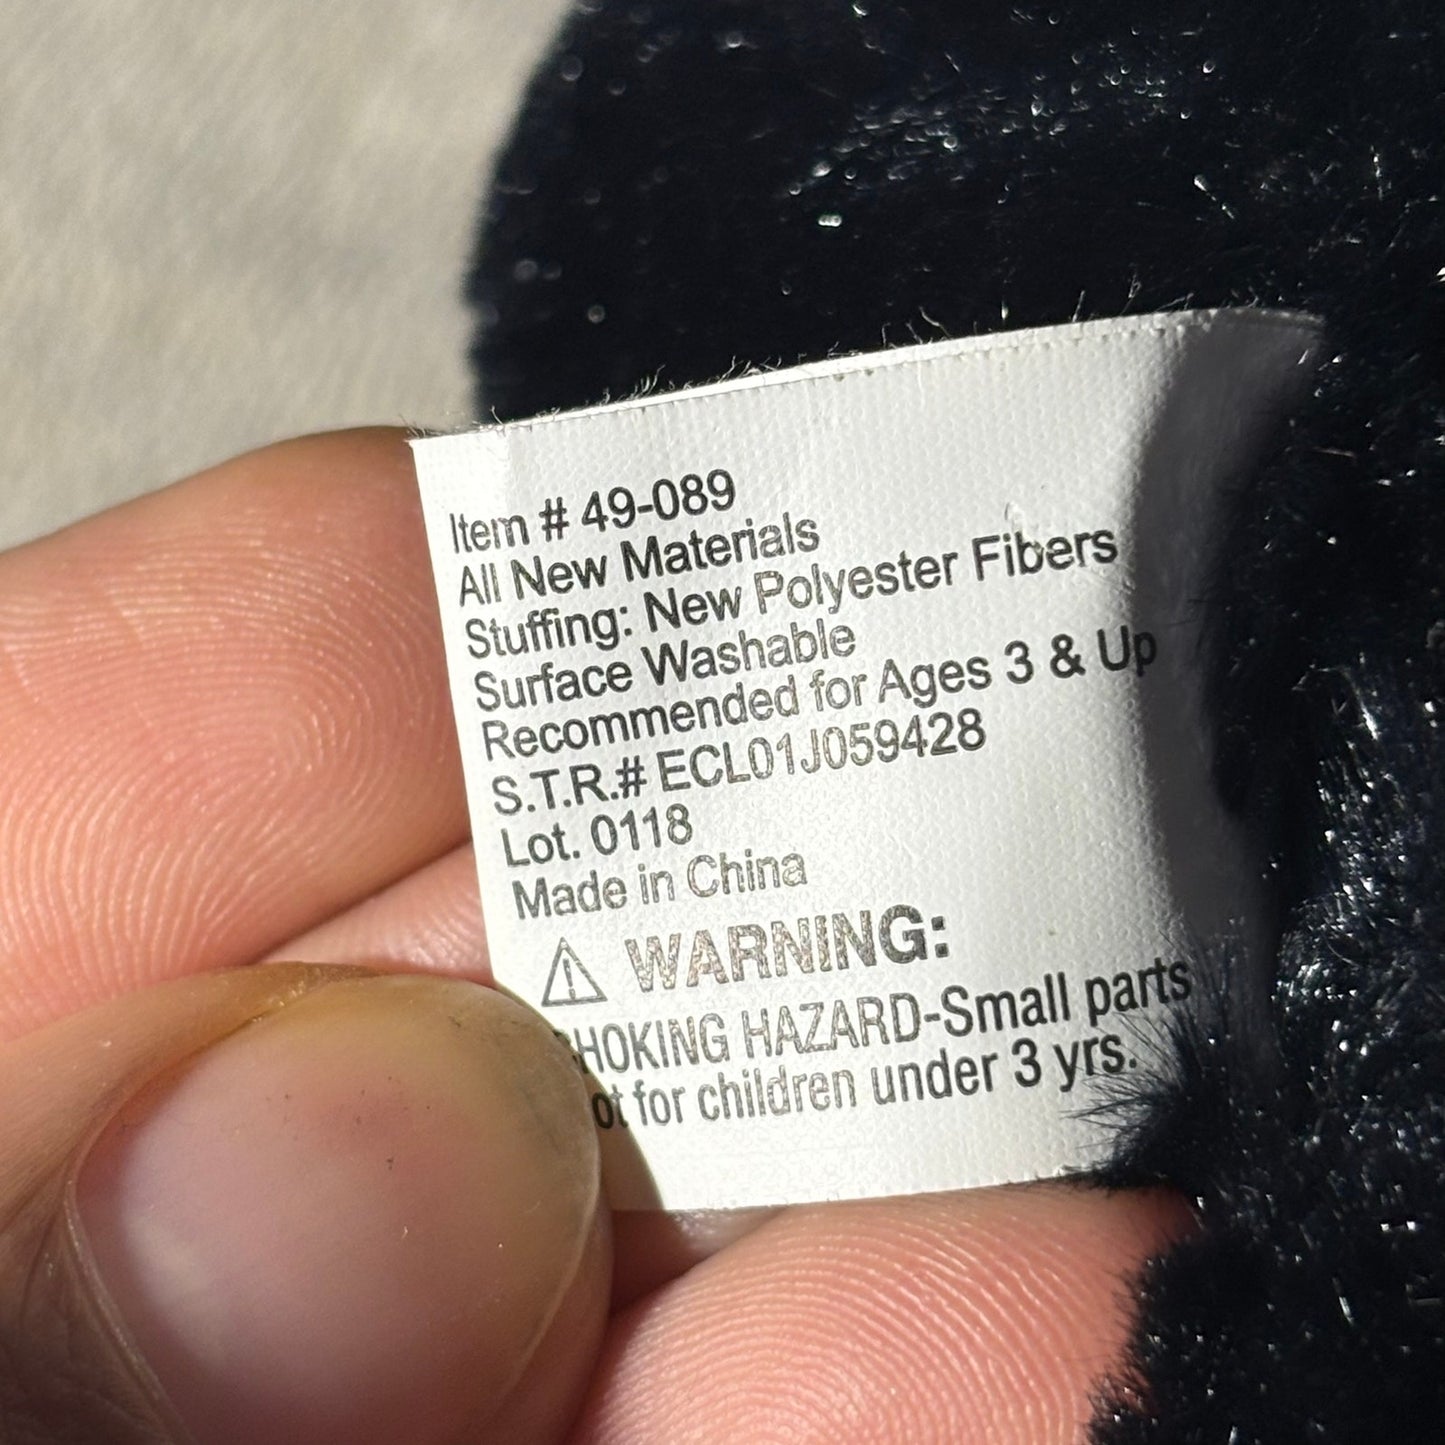 Item # 49-089
All New Materials
Stuffing: New Polyester Fibers
Surface Washable
Recommended for Ages 3 & Up
S.T.R.# ECL01J059428
Lot. 0118
Made in China
WARNING:
CHOKING HAZARD-Small parts
ot for children under 3 yrs.